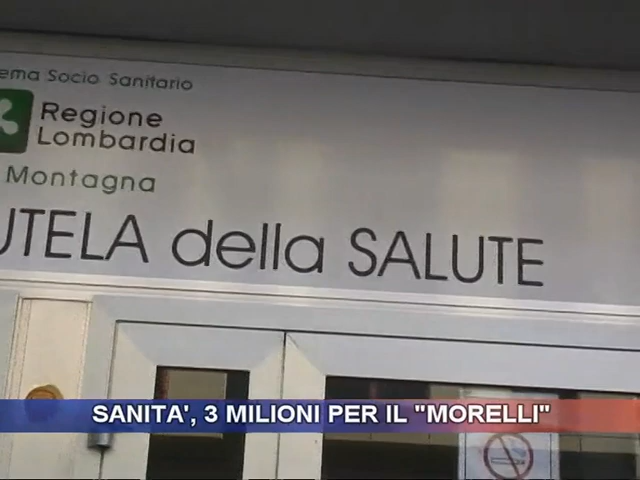 ema Socio Sanitario
Regione
Lombardia
Montagna
UTELA della SALUTE
SANITA', 3 MILIONI PER IL "MORELLI"